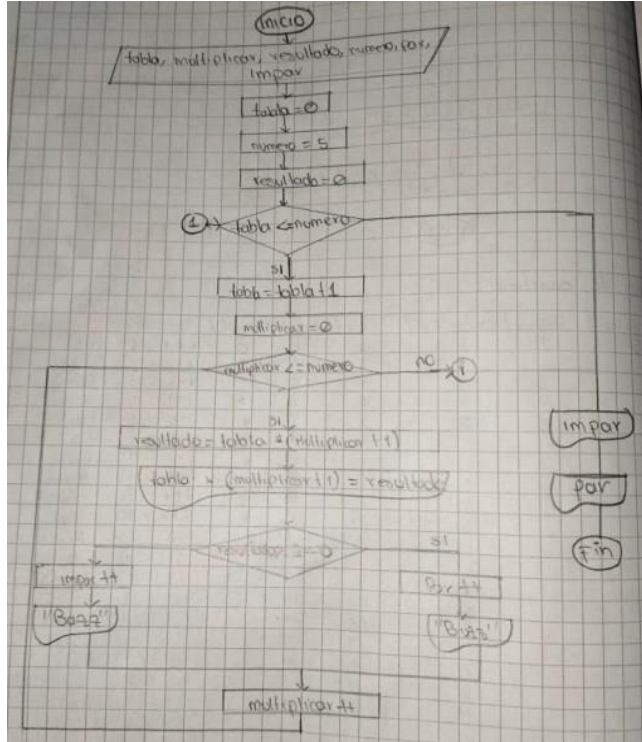 Inicio
tabla, multiplicar, resultado, numero, par,
impar
tabla = 0
numero = 5
resultado = 0
1
tabla <= numero
SI
tabla = tabla + 1
multiplicar = 0
multiplicar <= numero
no
1
SI
resultado = tabla * (multiplicar + 1)
tabla * (multiplicar + 1) = resultado
SI
impar
par
Fin
impar ++
"Bazz"
multiplicar ++